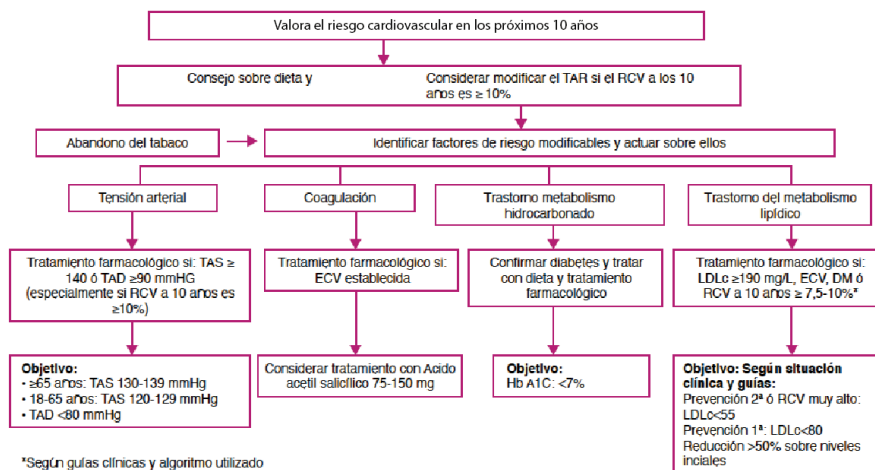 Valora el riesgo cardiovascular en los próximos 10 años
Consejo sobre dieta y
Considerar modificar el TAR si el RCV a los 10
años es ≥10%
Abandono del tabaco
Identificar factores de riesgo modificables y actuar sobre ellos
Tensión arterial
Coagulación
Trastorno metabolismo
hidrocarbonado
Trastorno del metabolismo
lipídico
Tratamiento farmacológico si: TAS ≥
140 ó TAD ≥90 mmHG
(especialmente si RCV a 10 años es
≥10%)
Tratamiento farmacológico si:
ECV establecida
Confirmar diabetes y tratar
con dieta y tratamiento
farmacológico
Tratamiento farmacológico si:
LDLc ≥190 mg/L, ECV, DM ó
RCV a 10 años ≥ 7,5-10%*
Objetivo:
• ≥65 años: TAS 130-139 mmHg
• 18-65 años: TAS 120-129 mmHg
• TAD <80 mmHg
Considerar tratamiento con Acido
acetil salicílico 75-150 mg
Objetivo:
Hb A1C: <7%
Objetivo: Según situación
clínica y guías:
Prevención 2ª ó RCV muy alto:
LDLc<55
Prevención 1ª: LDLc<80
Reducción >50% sobre niveles
inciales
*Según guías clínicas y algoritmo utilizado